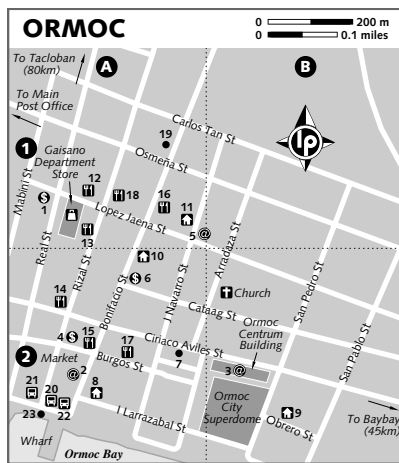 ORMOC
0 200 m
0 0.1 miles
To Tacloban
(80km)
A
B
To Main
Post Office
Carlos Tan St
19
Osmeña St
lp
1
Gaisano
Department
Store
Mabini St
12
18
16
11
$
1
Lopez Jaena St
5 @
13
Real St
Rizal St
Bonifacio St
10
$ 6
J Navarro St
Arradaza St
Church
San Pedro St
14
Cataag St
San Pablo St
4 $
15
17
Ciriaco Aviles St
7
Ormoc
Centrum
Building
2
Market
@ 2
Burgos St
3 @
21
20
22
8
23
I Larrazabal St
Ormoc
City
Superdome
9
Obrero St
To Baybay
(45km)
Wharf
Ormoc Bay